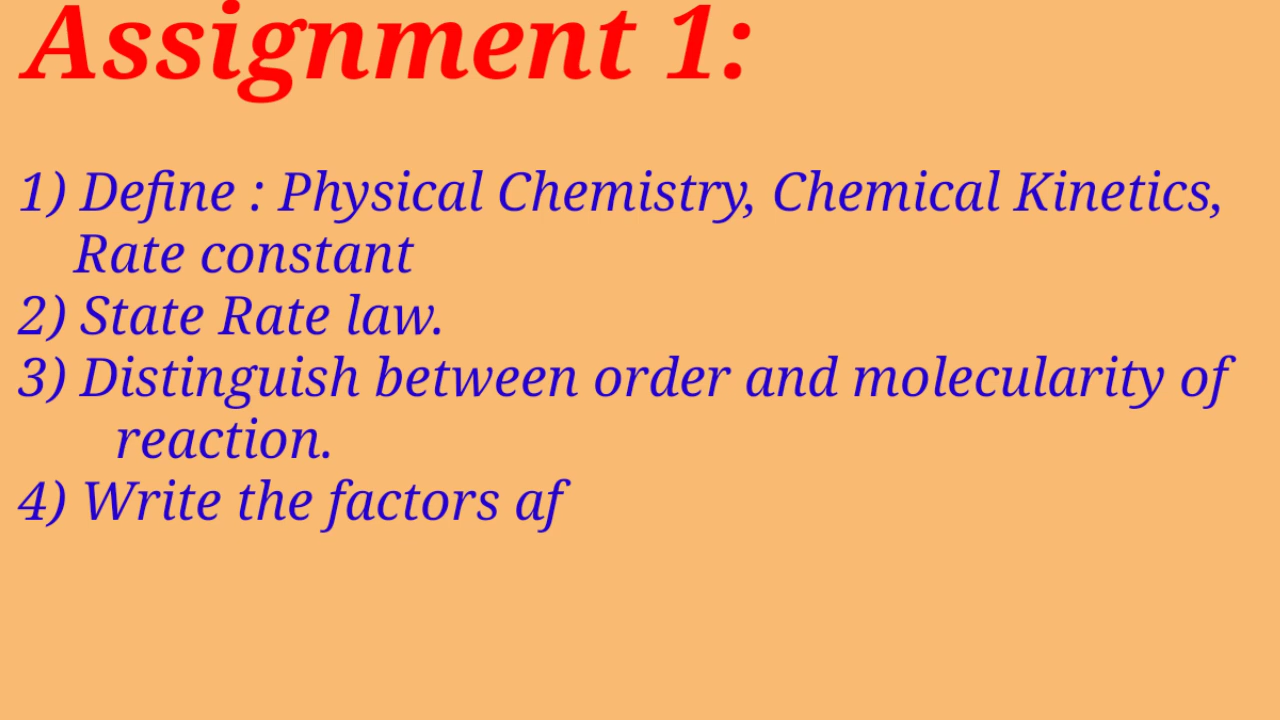 Assignment 1:
1) Define : Physical Chemistry, Chemical Kinetics,
Rate constant
2) State Rate law.
3) Distinguish between order and molecularity of
reaction.
4) Write the factors af